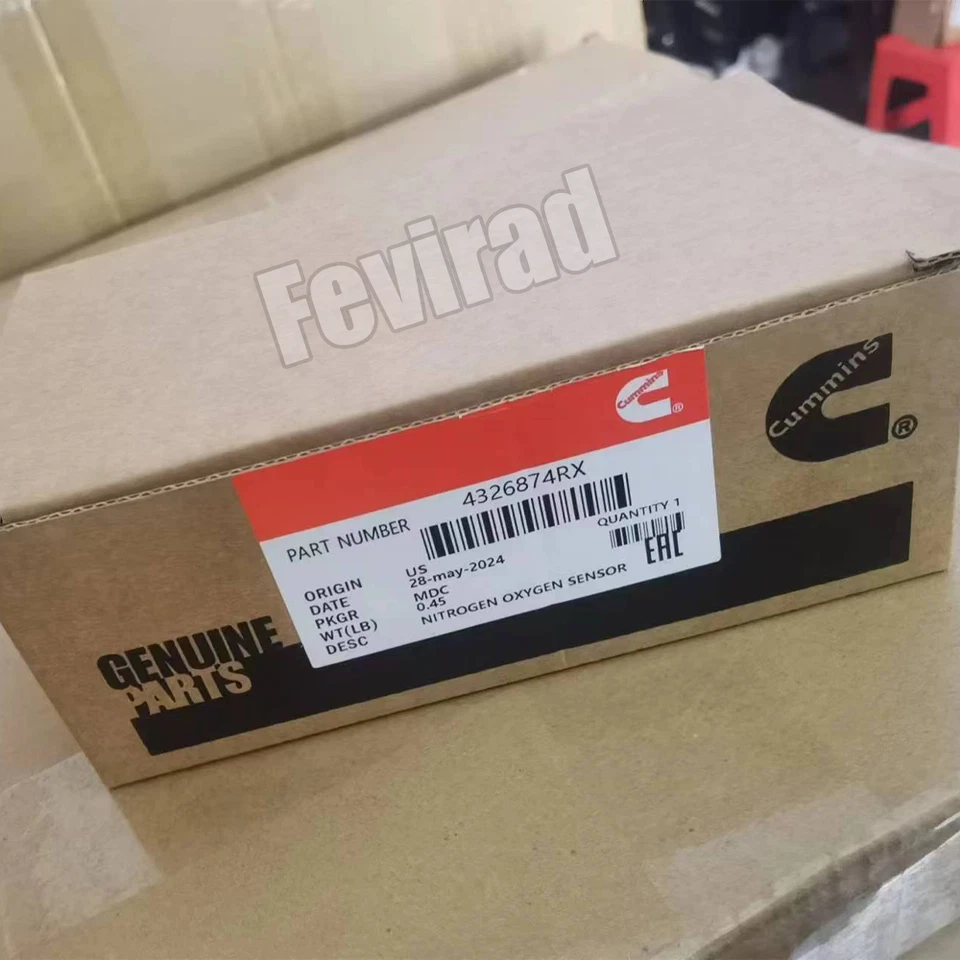 Fevirad
Cummins
®
Cummins
®
PART NUMBER 4326874RX
QUANTITY 1
ORIGIN US
DATE 28-may-2024
PKGR MDC
WT(LB) 0.45
DESC NITROGEN OXYGEN SENSOR
EAC
GENUINE
PARTS